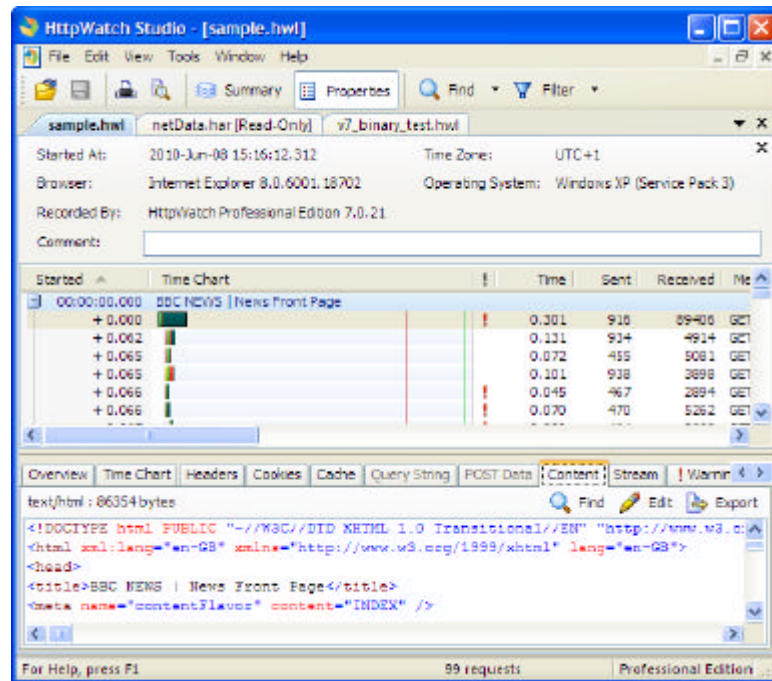 HttpWatch Studio - [sample.hwl]
File Edit View Tools Window Help
Summary Properties Find Filter
sample.hwl netData.har [Read-Only] v7_binary_test.hwl
Started At: 2010-Jun-08 15:16:12.312 Time Zone: UTC+1
Browser: Internet Explorer 8.0.6001.18702 Operating System: Windows XP (Service Pack 3)
Recorded By: HttpWatch Professional Edition 7.0.21
Comment:
Started Time Chart ! Time Sent Received Me
00:00:00.000 BBC NEWS | News Front Page
+ 0.000 ! 0.301 916 89406 GET
+ 0.062 0.131 934 4914 GET
+ 0.065 0.072 455 5081 GET
+ 0.065 0.101 938 3898 GET
+ 0.066 ! 0.045 467 2894 GET
+ 0.066 ! 0.070 470 5262 GET
Overview Time Chart Headers Cookies Cache Query String POST Data Content Stream ! Warnir
text/html : 86354 bytes Find Edit Export
<!DOCTYPE html PUBLIC "-//W3C//DTD XHTML 1.0 Transitional//EN" "http://www.w3.o
<html xml:lang="en-GB" xmlns="http://www.w3.org/1999/xhtml" lang="en-GB">
<head>
<title>BBC NEWS | News Front Page</title>
<meta name="contentFlavor" content="INDEX" />
For Help, press F1 99 requests Professional Edition